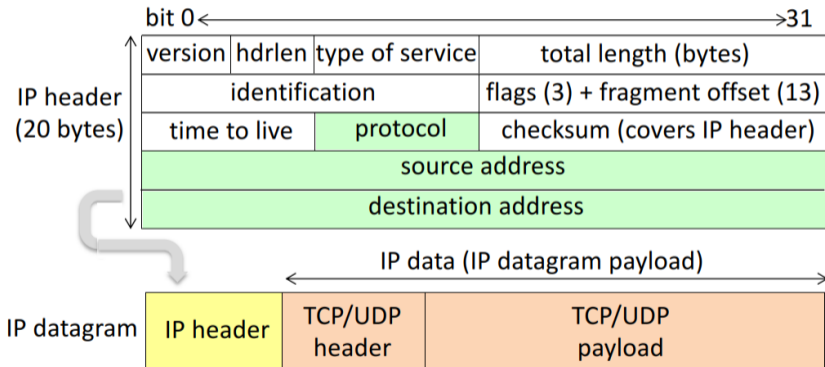 bit 0 31
version hdrlen type of service total length (bytes)
IP header
(20 bytes)
identification flags (3) + fragment offset (13)
time to live protocol checksum (covers IP header)
source address
destination address
IP data (IP datagram payload)
IP datagram IP header TCP/UDP
header TCP/UDP
payload